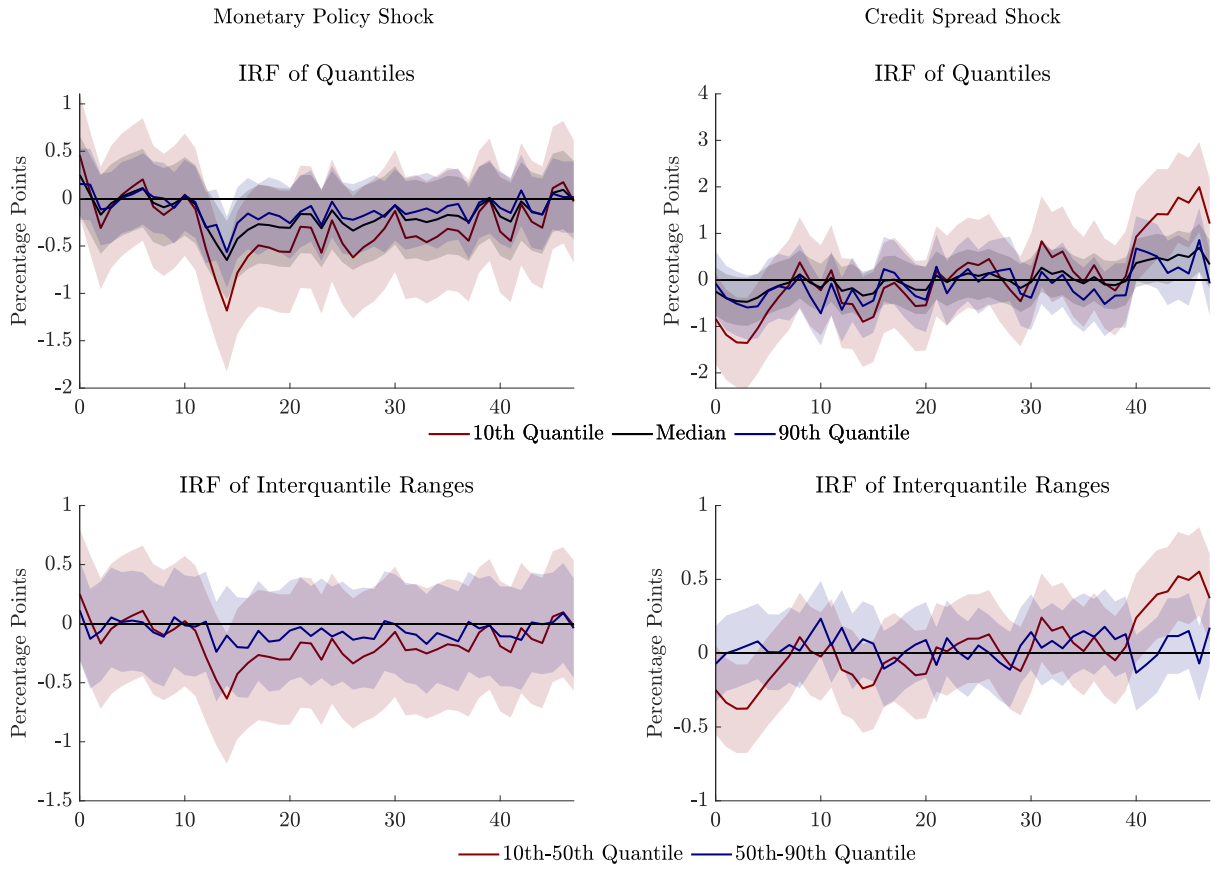 Monetary Policy Shock
Credit Spread Shock
IRF of Quantiles
1
0.5
0
-0.5
-1
-1.5
-2
Percentage Points
0 10 20 30 40
IRF of Quantiles
4
3
2
1
0
-1
-2
Percentage Points
0 10 20 30 40
10th Quantile Median 90th Quantile
IRF of Interquantile Ranges
1
0.5
0
-0.5
-1
-1.5
Percentage Points
0 10 20 30 40
IRF of Interquantile Ranges
1
0.5
0
-0.5
-1
Percentage Points
0 10 20 30 40
10th-50th Quantile 50th-90th Quantile